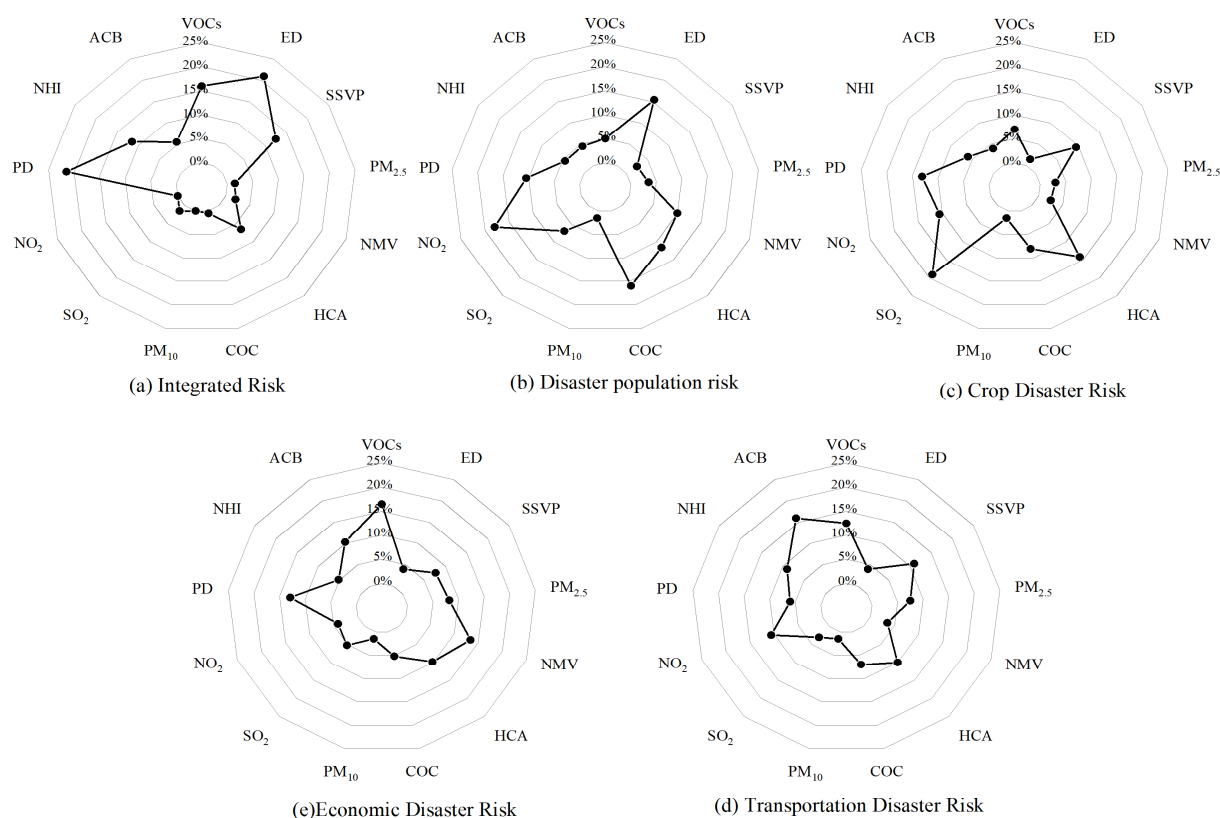 VOCs
25%
20%
15%
10%
5%
0%
ED
SSVP
PM2.5
NMV
HCA
COC
PM10
SO2
NO2
PD
NHI
ACB
(a) Integrated Risk
VOCs
25%
20%
15%
10%
5%
0%
ED
SSVP
PM2.5
NMV
HCA
COC
PM10
SO2
NO2
PD
NHI
ACB
(b) Disaster population risk
VOCs
25%
20%
15%
10%
5%
0%
ED
SSVP
PM2.5
NMV
HCA
COC
PM10
SO2
NO2
PD
NHI
ACB
(c) Crop Disaster Risk
VOCs
25%
20%
15%
10%
5%
0%
ED
SSVP
PM2.5
NMV
HCA
COC
PM10
SO2
NO2
PD
NHI
ACB
(e)Economic Disaster Risk
VOCs
25%
20%
15%
10%
5%
0%
ED
SSVP
PM2.5
NMV
HCA
COC
PM10
SO2
NO2
PD
NHI
ACB
(d) Transportation Disaster Risk